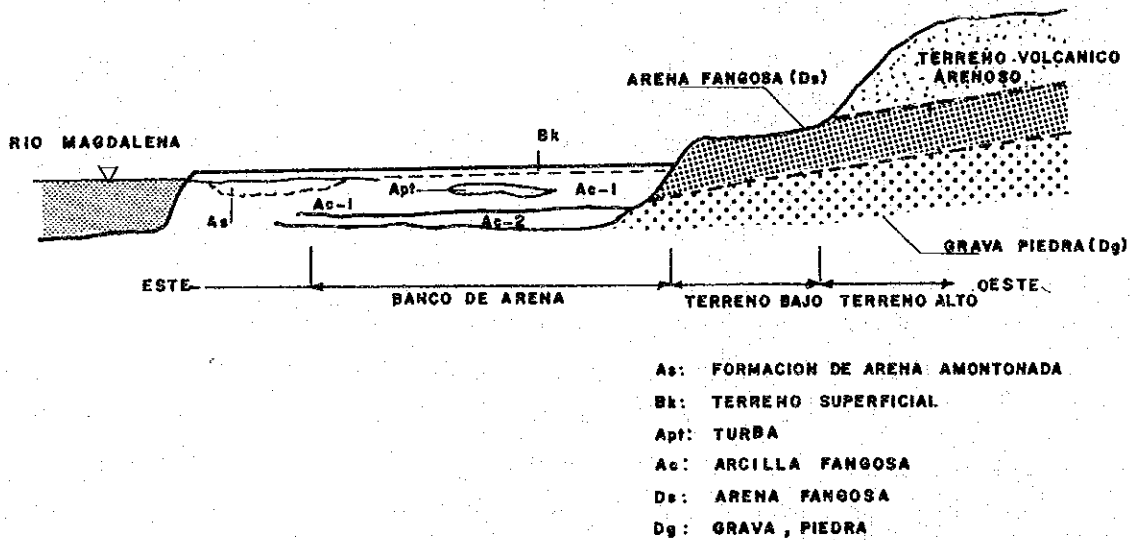 TERRENO VOLCANICO
ARENOSO
ARENA FANGOSA (Ds)
RIO MAGDALENA
Bk
Apt
Ac-1
Ac-1
As
Ac-2
GRAVA PIEDRA (Dg)
ESTE
BANCO DE ARENA
TERRENO BAJO
TERRENO ALTO
OESTE
As: FORMACION DE ARENA AMONTONADA
Bk: TERRENO SUPERFICIAL
Apt: TURBA
Ac: ARCILLA FANGOSA
Ds: ARENA FANGOSA
Dg: GRAVA, PIEDRA